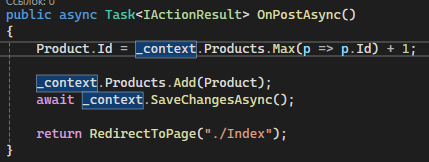 Ссылок: 0
public async Task<IActionResult> OnPostAsync()
{
Product.Id = _context.Products.Max(p => p.Id) + 1;
_context.Products.Add(Product);
await _context.SaveChangesAsync();
return RedirectToPage("./Index");
}